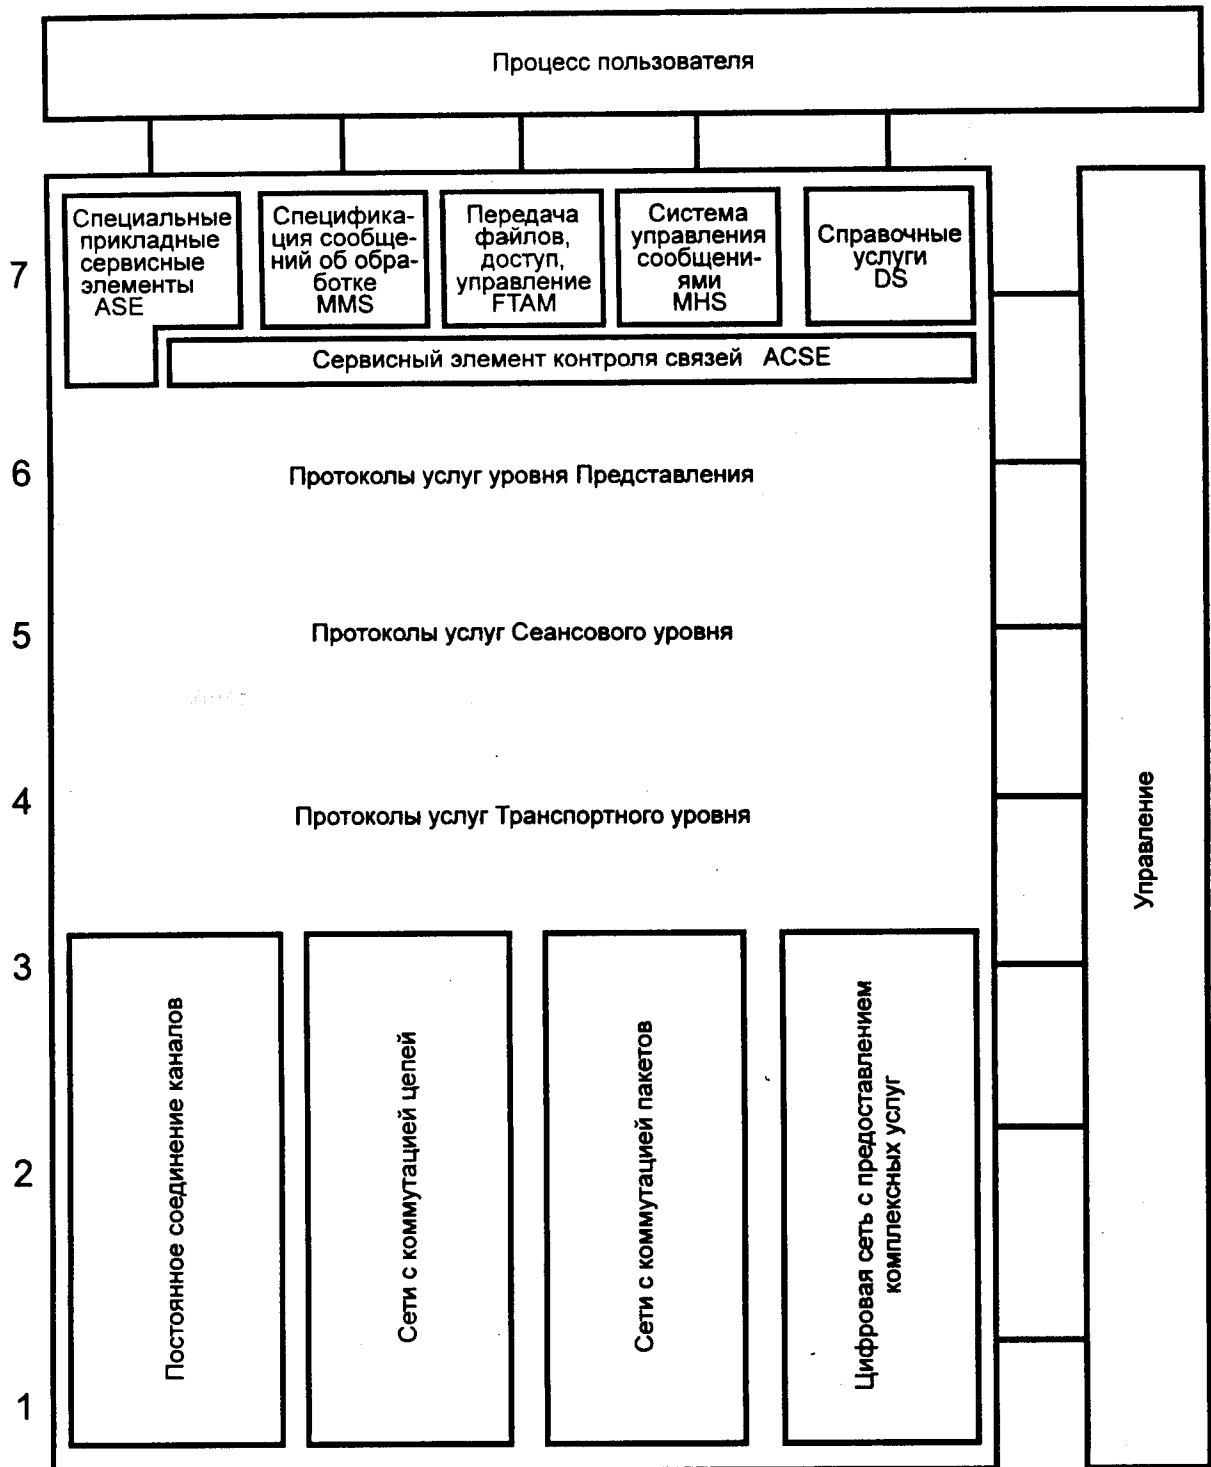 Процесс пользователя
7
Специальные
прикладные
сервисные
элементы
ASE
Специфика-
ция сообще-
ний об обра-
ботке
MMS
Передача
файлов,
доступ,
управление
FTAM
Система
управления
сообщени-
ями
MHS
Справочные
услуги
DS
Сервисный элемент контроля связей ACSE
6
Протоколы услуг уровня Представления
5
Протоколы услуг Сеансового уровня
4
Протоколы услуг Транспортного уровня
3
2
1
Постоянное соединение каналов
Сети с коммутацией цепей
Сети с коммутацией пакетов
Цифровая сеть с предоставлением
комплексных услуг
Управление